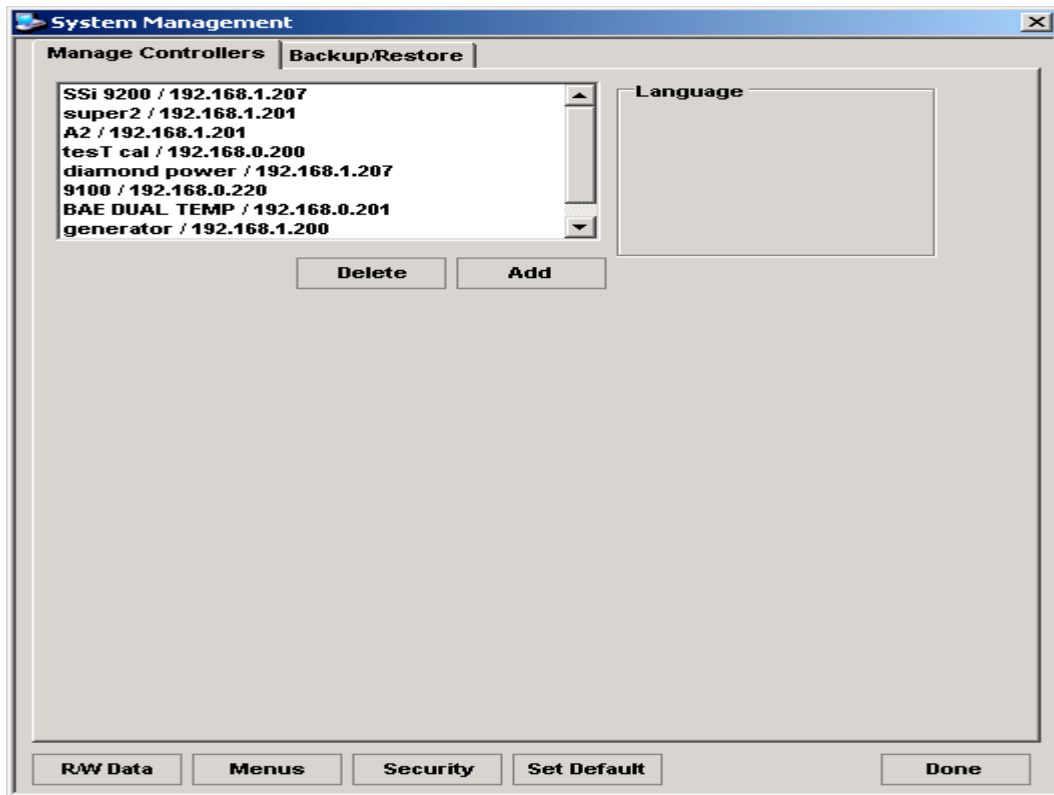 System Management
Manage Controllers
Backup/Restore
SSi 9200 / 192.168.1.207
super2 / 192.168.1.201
A2 / 192.168.1.201
tesT cal / 192.168.0.200
diamond power / 192.168.1.207
9100 / 192.168.0.220
BAE DUAL TEMP / 192.168.0.201
generator / 192.168.1.200
Language
Delete
Add
R/W Data
Menus
Security
Set Default
Done